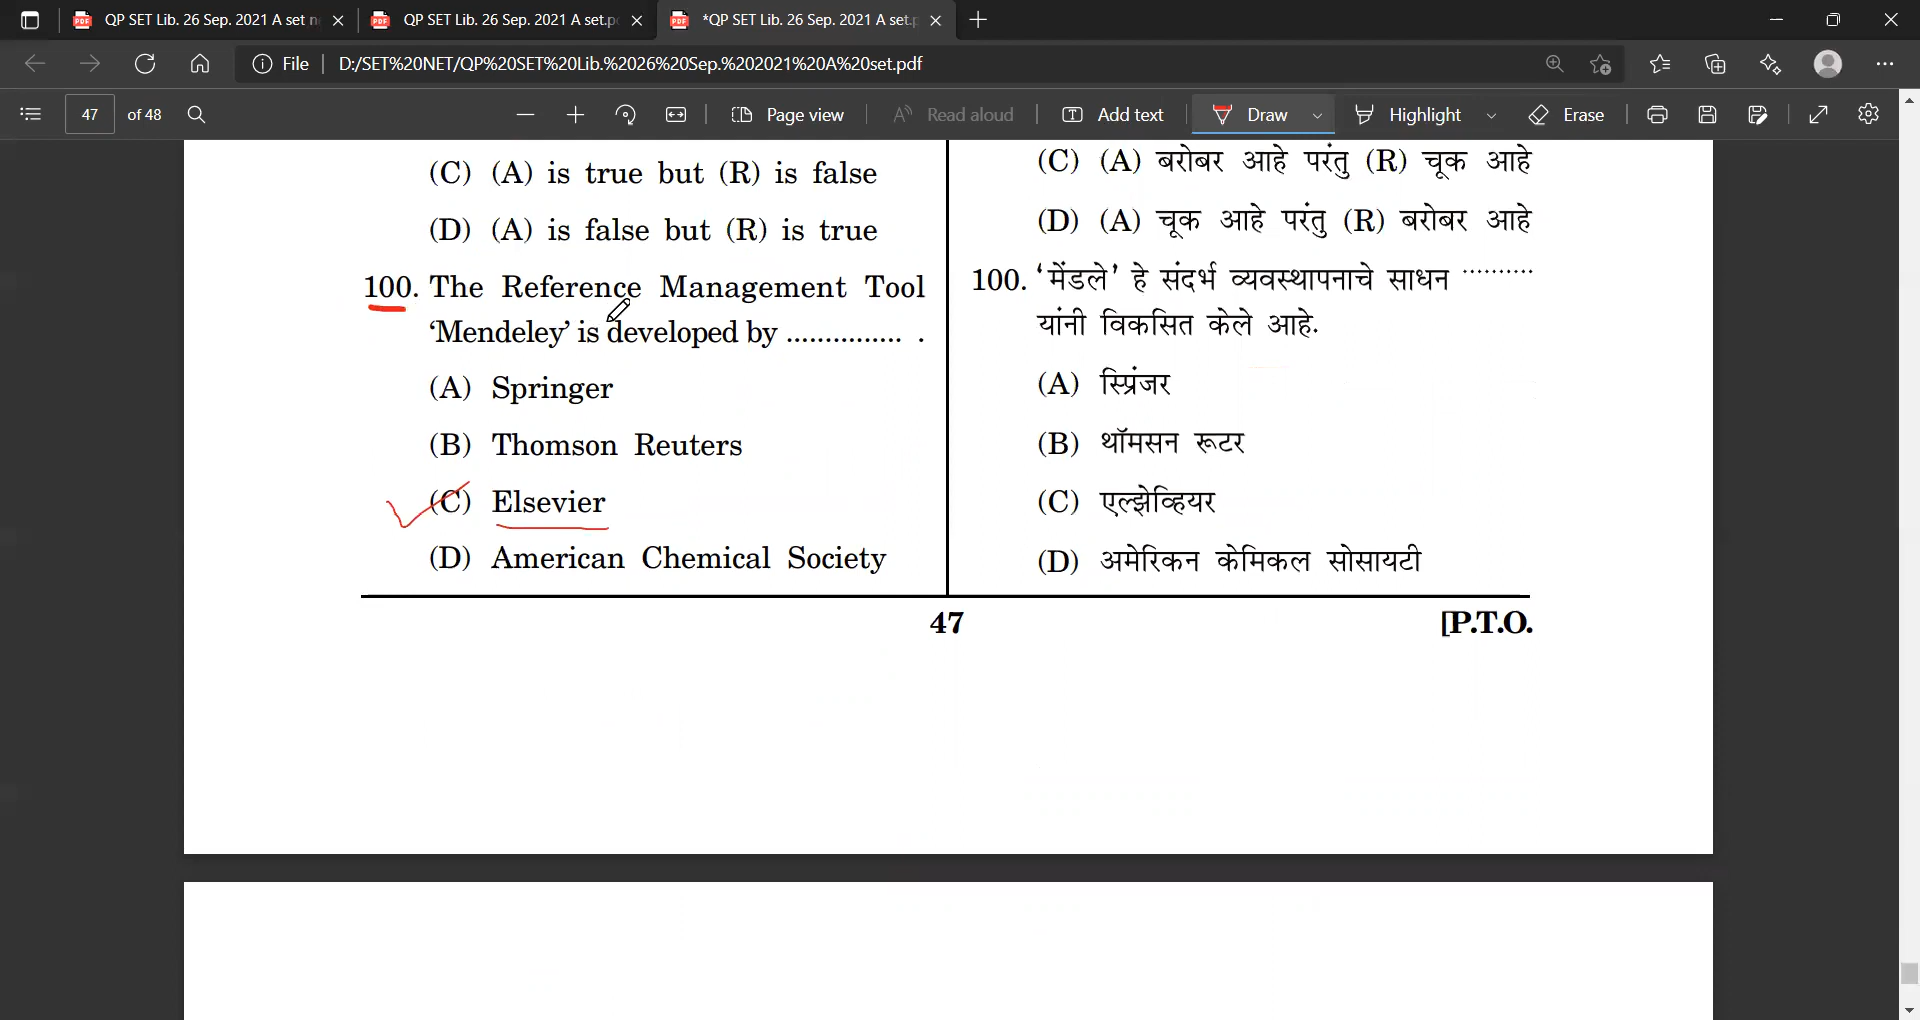 QP SET Lib. 26 Sep. 2021 A set n
QP SET Lib. 26 Sep. 2021 A set.p
*QP SET Lib. 26 Sep. 2021 A set.p
File
D:/SET%20NET/QP%20SET%20Lib.%2026%20Sep.%202021%20A%20set.pdf
47 of 48
Page view
Read aloud
Add text
Draw
Highlight
Erase
(C) (A) is true but (R) is false
(D) (A) is false but (R) is true
100. The Reference Management Tool
‘Mendeley’ is developed by ............... .
(A) Springer
(B) Thomson Reuters
(C) Elsevier
(D) American Chemical Society
(C) (A) बरोबर आहे परंतु (R) चूक आहे
(D) (A) चूक आहे परंतु (R) बरोबर आहे
100. ‘मेंडले’ हे संदर्भ व्यवस्थापनाचे साधन ..........
यांनी विकसित केले आहे.
(A) स्प्रिंजर
(B) थॉमसन रूटर
(C) एल्झेव्हियर
(D) अमेरिकन केमिकल सोसायटी
47
[P.T.O.